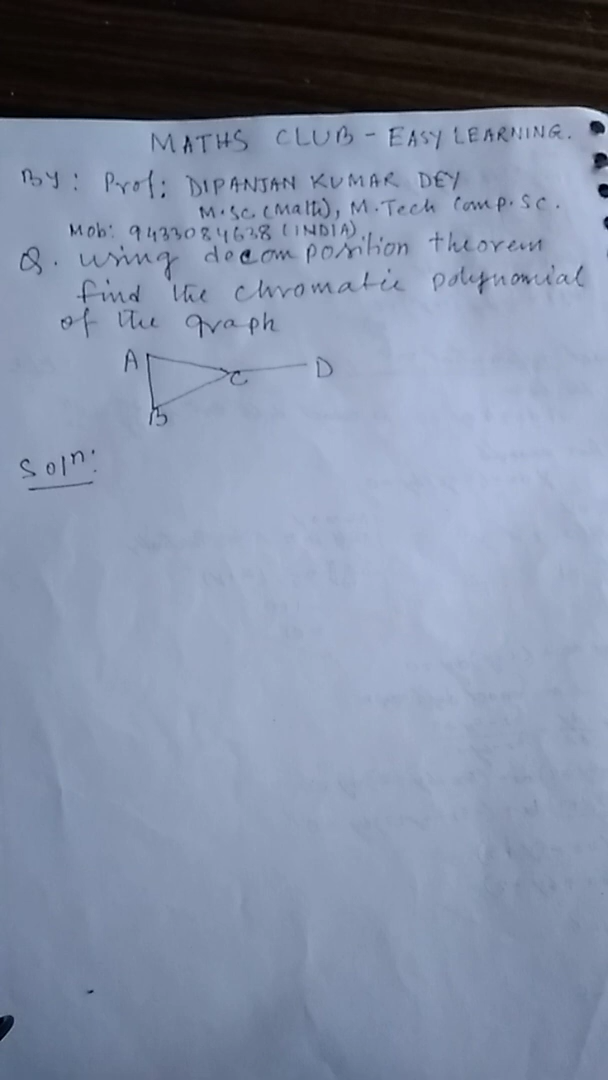 MATHS CLUB - EASY LEARNING.
By: Prof: DIPANJAN KUMAR DEY
M.Sc. (Math), M.Tech Comp.Sc.
Mob: 9433084638 (INDIA).
Q. using decomposition theorem
find the chromatic polynomial
of the graph
A C D
B
Soln: